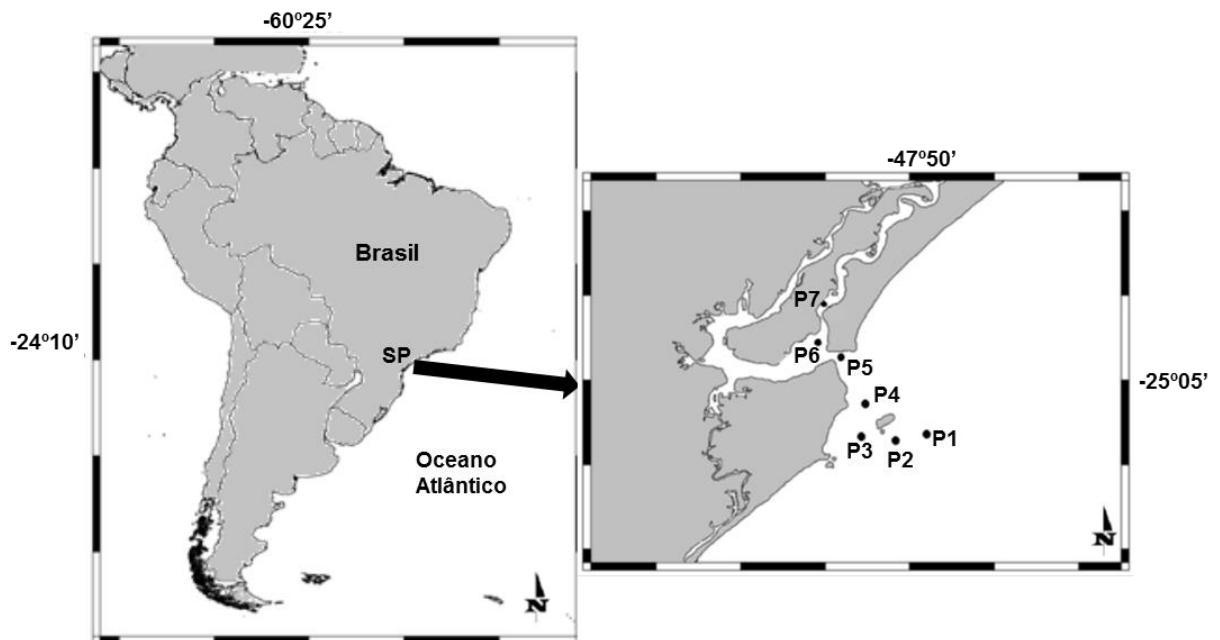 -60º25’
Brasil
-24º10’
SP
Oceano
Atlântico
N
-47º50’
P7
P6
P5
-25º05’
P4
P3
P2
P1
N